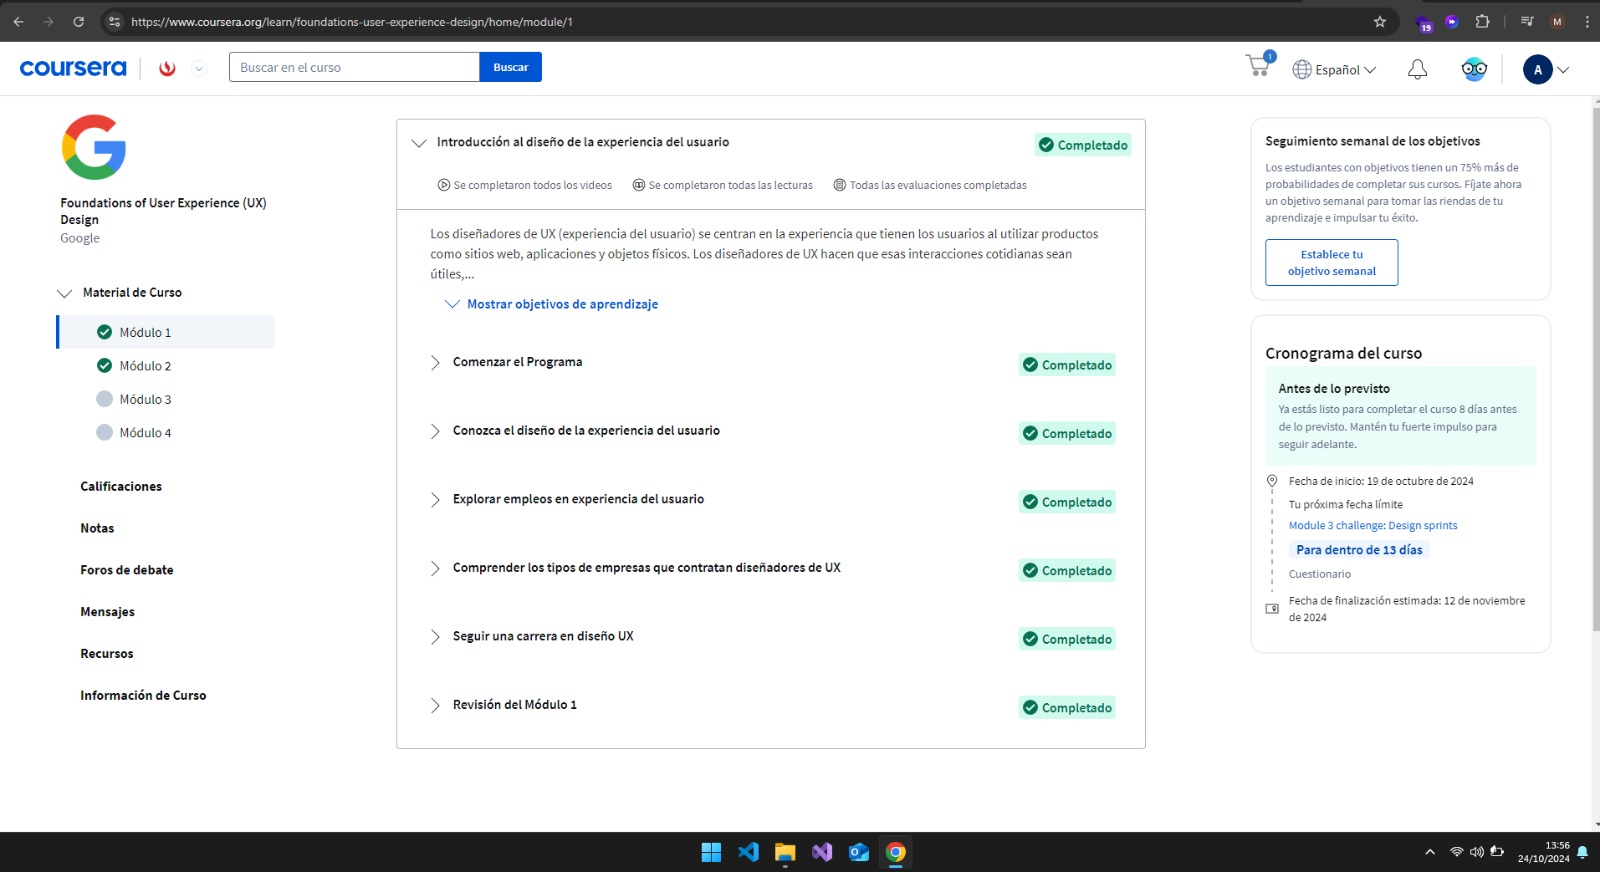 https://www.coursera.org/learn/foundations-user-experience-design/home/module/1
19
M
coursera
Buscar en el curso
Buscar
1
Español
A
Foundations of User Experience (UX)
Design
Google
Material de Curso
Módulo 1
Módulo 2
Módulo 3
Módulo 4
Calificaciones
Notas
Foros de debate
Mensajes
Recursos
Información de Curso
Introducción al diseño de la experiencia del usuario
Completado
Se completaron todos los videos
Se completaron todas las lecturas
Todas las evaluaciones completadas
Los diseñadores de UX (experiencia del usuario) se centran en la experiencia que tienen los usuarios al utilizar productos
como sitios web, aplicaciones y objetos físicos. Los diseñadores de UX hacen que esas interacciones cotidianas sean
útiles,...
Mostrar objetivos de aprendizaje
Comenzar el Programa
Completado
Conozca el diseño de la experiencia del usuario
Completado
Explorar empleos en experiencia del usuario
Completado
Comprender los tipos de empresas que contratan diseñadores de UX
Completado
Seguir una carrera en diseño UX
Completado
Revisión del Módulo 1
Completado
Seguimiento semanal de los objetivos
Los estudiantes con objetivos tienen un 75% más de
probabilidades de completar sus cursos. Fíjate ahora
un objetivo semanal para tomar las riendas de tu
aprendizaje e impulsar tu éxito.
Establece tu
objetivo semanal
Cronograma del curso
Antes de lo previsto
Ya estás listo para completar el curso 8 días antes
de lo previsto. Mantén tu fuerte impulso para
seguir adelante.
Fecha de inicio: 19 de octubre de 2024
Tu próxima fecha límite
Module 3 challenge: Design sprints
Para dentro de 13 días
Cuestionario
Fecha de finalización estimada: 12 de noviembre
de 2024
13:56
24/10/2024